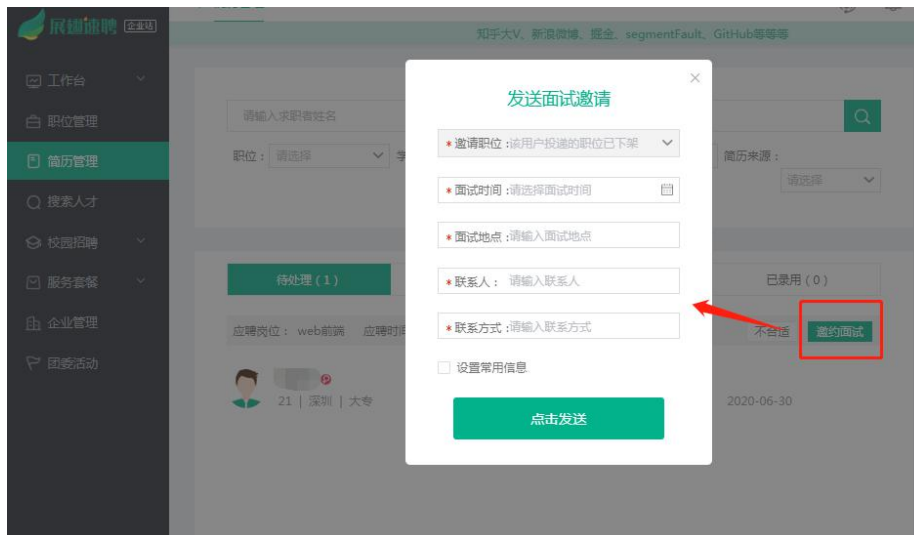 展翅速聘 企业站
知乎大V、新浪微博、掘金、segmentFault、GitHub等等等
工作台
职位管理
简历管理
搜索人才
校园招聘
服务套餐
企业管理
团委活动
请输入求职者姓名
职位： 请选择
简历来源：
请选择
待处理（1）
已录用（0）
应聘岗位： web前端 应聘时间
不合适 邀约面试
21 | 深圳 | 大专
2020-06-30
发送面试邀请
*邀请职位 :该用户投递的职位已下架
*面试时间 :请选择面试时间
*面试地点 :请输入面试地点
*联系人： 请输入联系人
*联系方式 :请输入联系方式
设置常用信息
点击发送